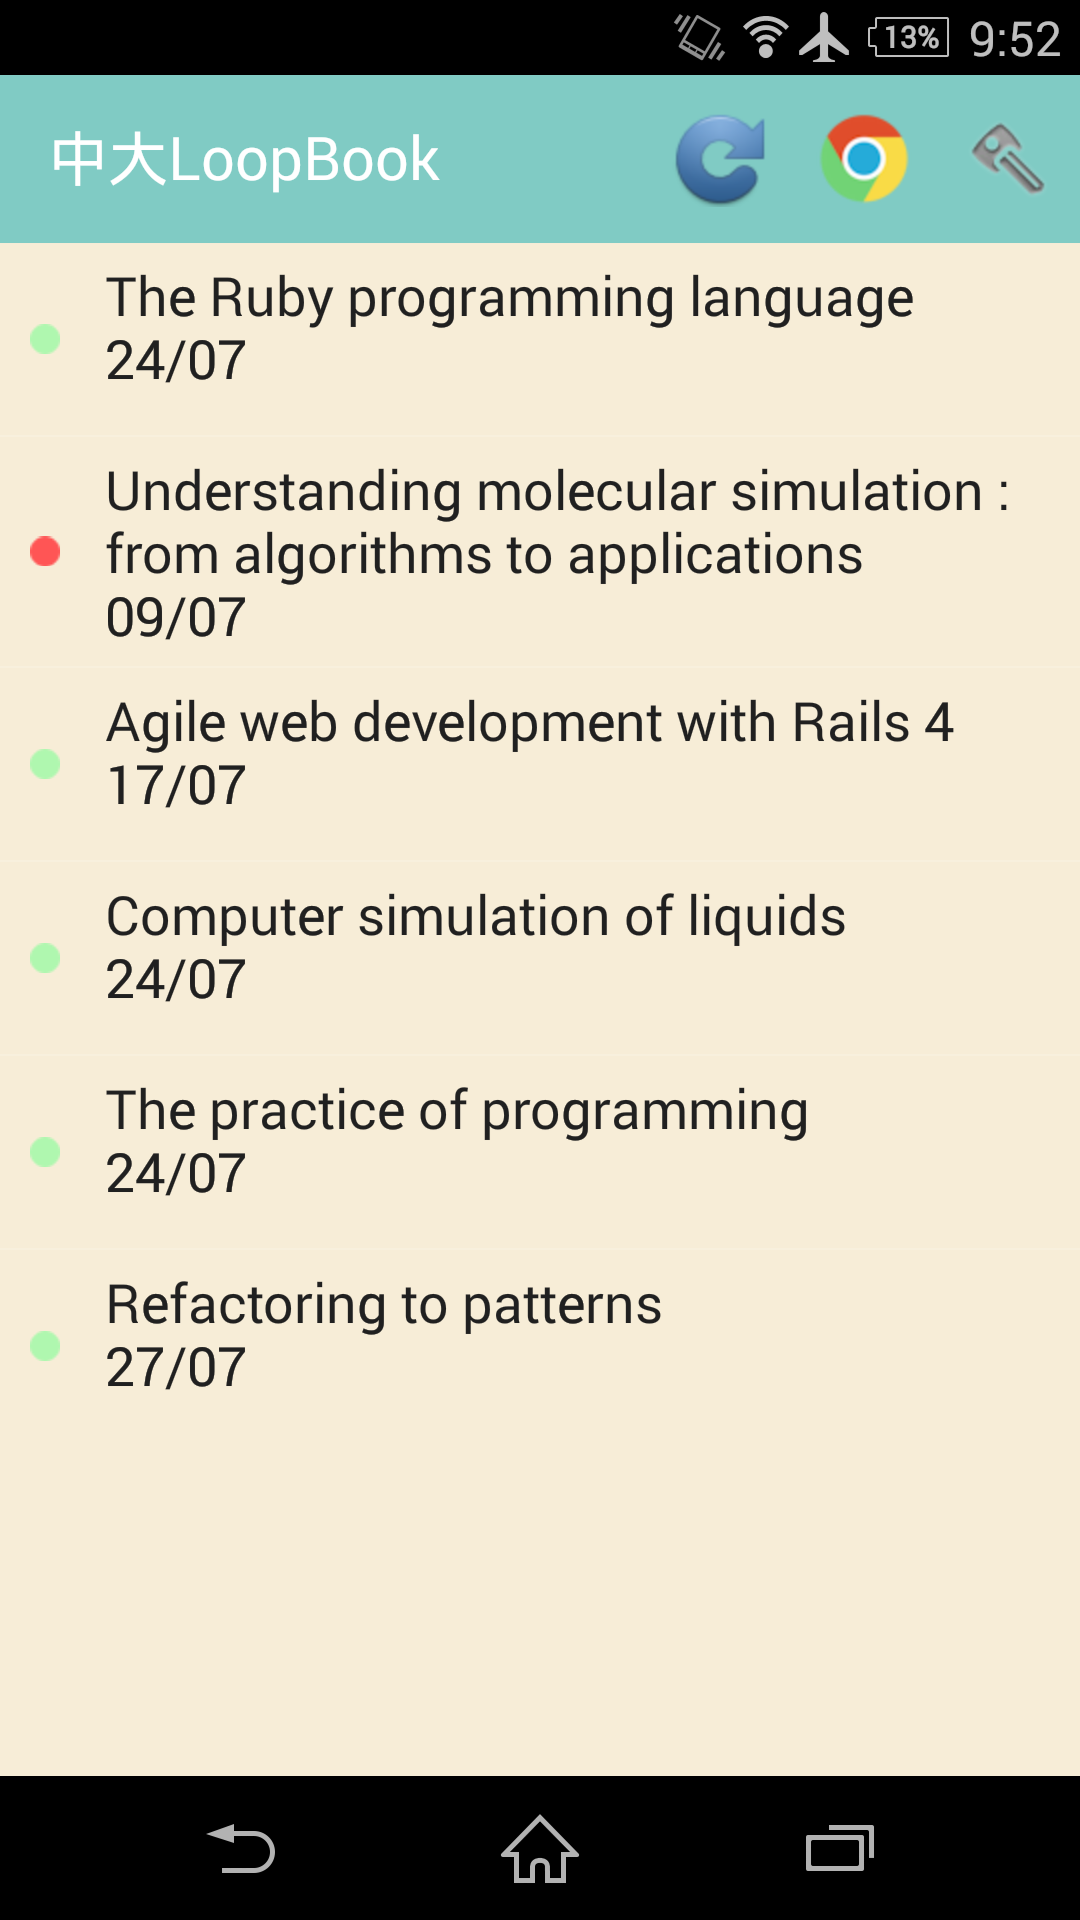 13%
9:52
中大LoopBook
The Ruby programming language
24/07
Understanding molecular simulation :
from algorithms to applications
09/07
Agile web development with Rails 4
17/07
Computer simulation of liquids
24/07
The practice of programming
24/07
Refactoring to patterns
27/07